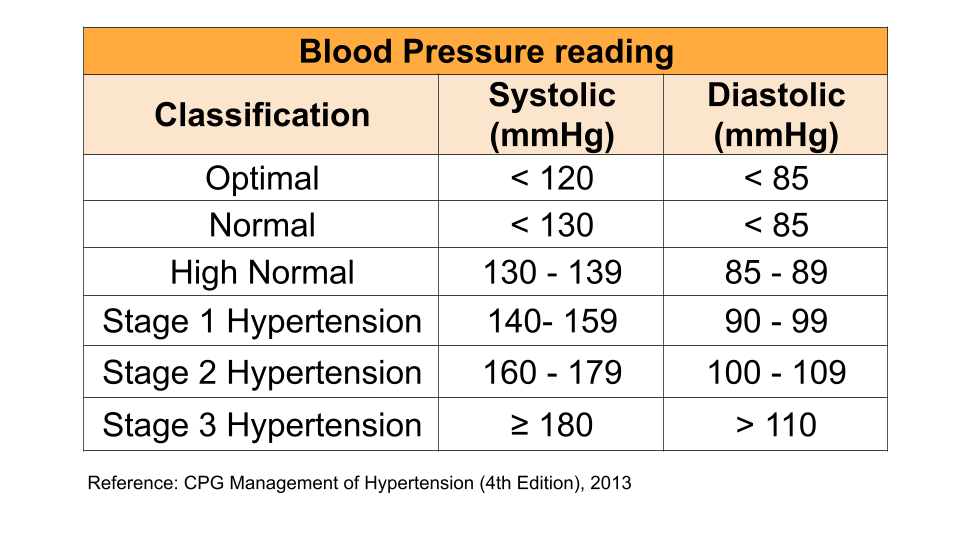 Blood Pressure reading
Classification Systolic (mmHg) Diastolic (mmHg)
Optimal < 120 < 85
Normal < 130 < 85
High Normal 130 - 139 85 - 89
Stage 1 Hypertension 140- 159 90 - 99
Stage 2 Hypertension 160 - 179 100 - 109
Stage 3 Hypertension ≥ 180 > 110
Reference: CPG Management of Hypertension (4th Edition), 2013